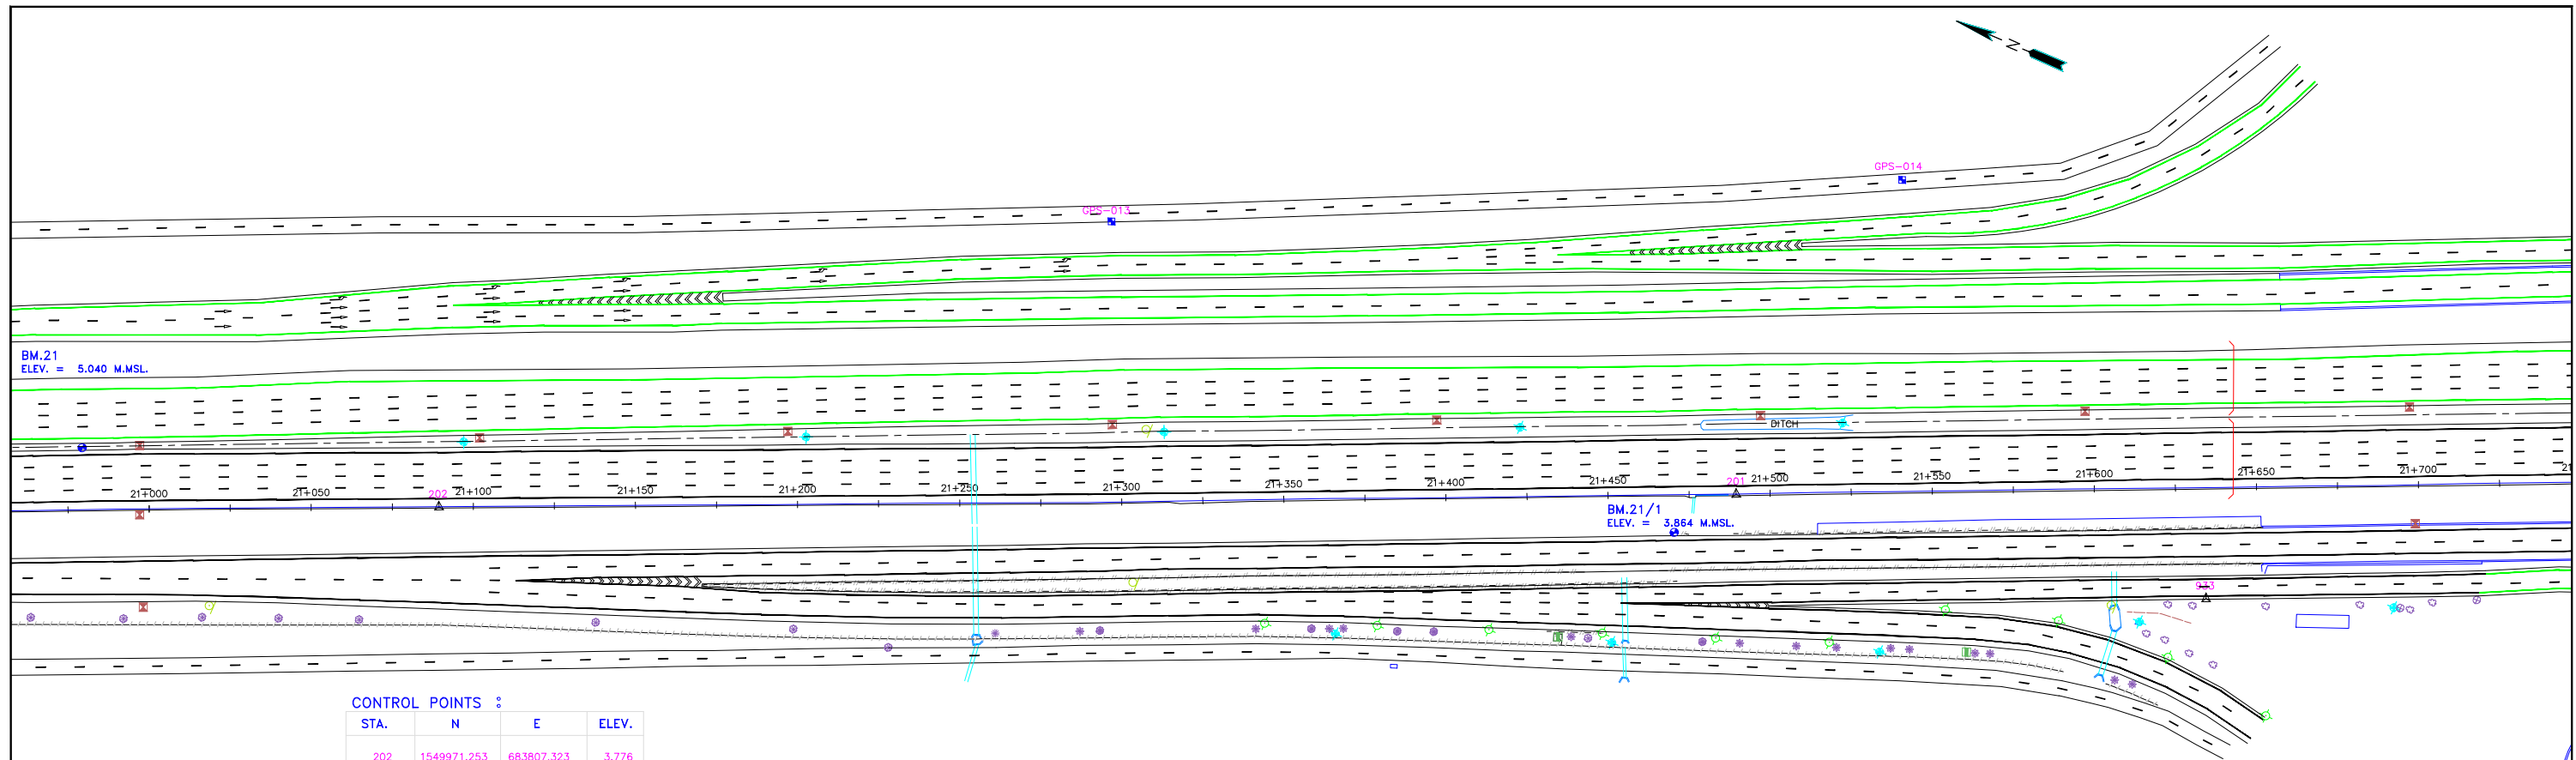 N
GPS-014
GPS-013
BM.21
ELEV. = 5.040 M.MSL.
DITCH
21+000
21+050
202
21+100
21+150
21+200
21+250
21+300
21+350
21+400
21+450
201
21+500
21+550
21+600
21+650
21+700
BM.21/1
ELEV. = 3.864 M.MSL.
933
CONTROL POINTS :
STA. N E ELEV.
202 1549971.253 683807.323 3.776